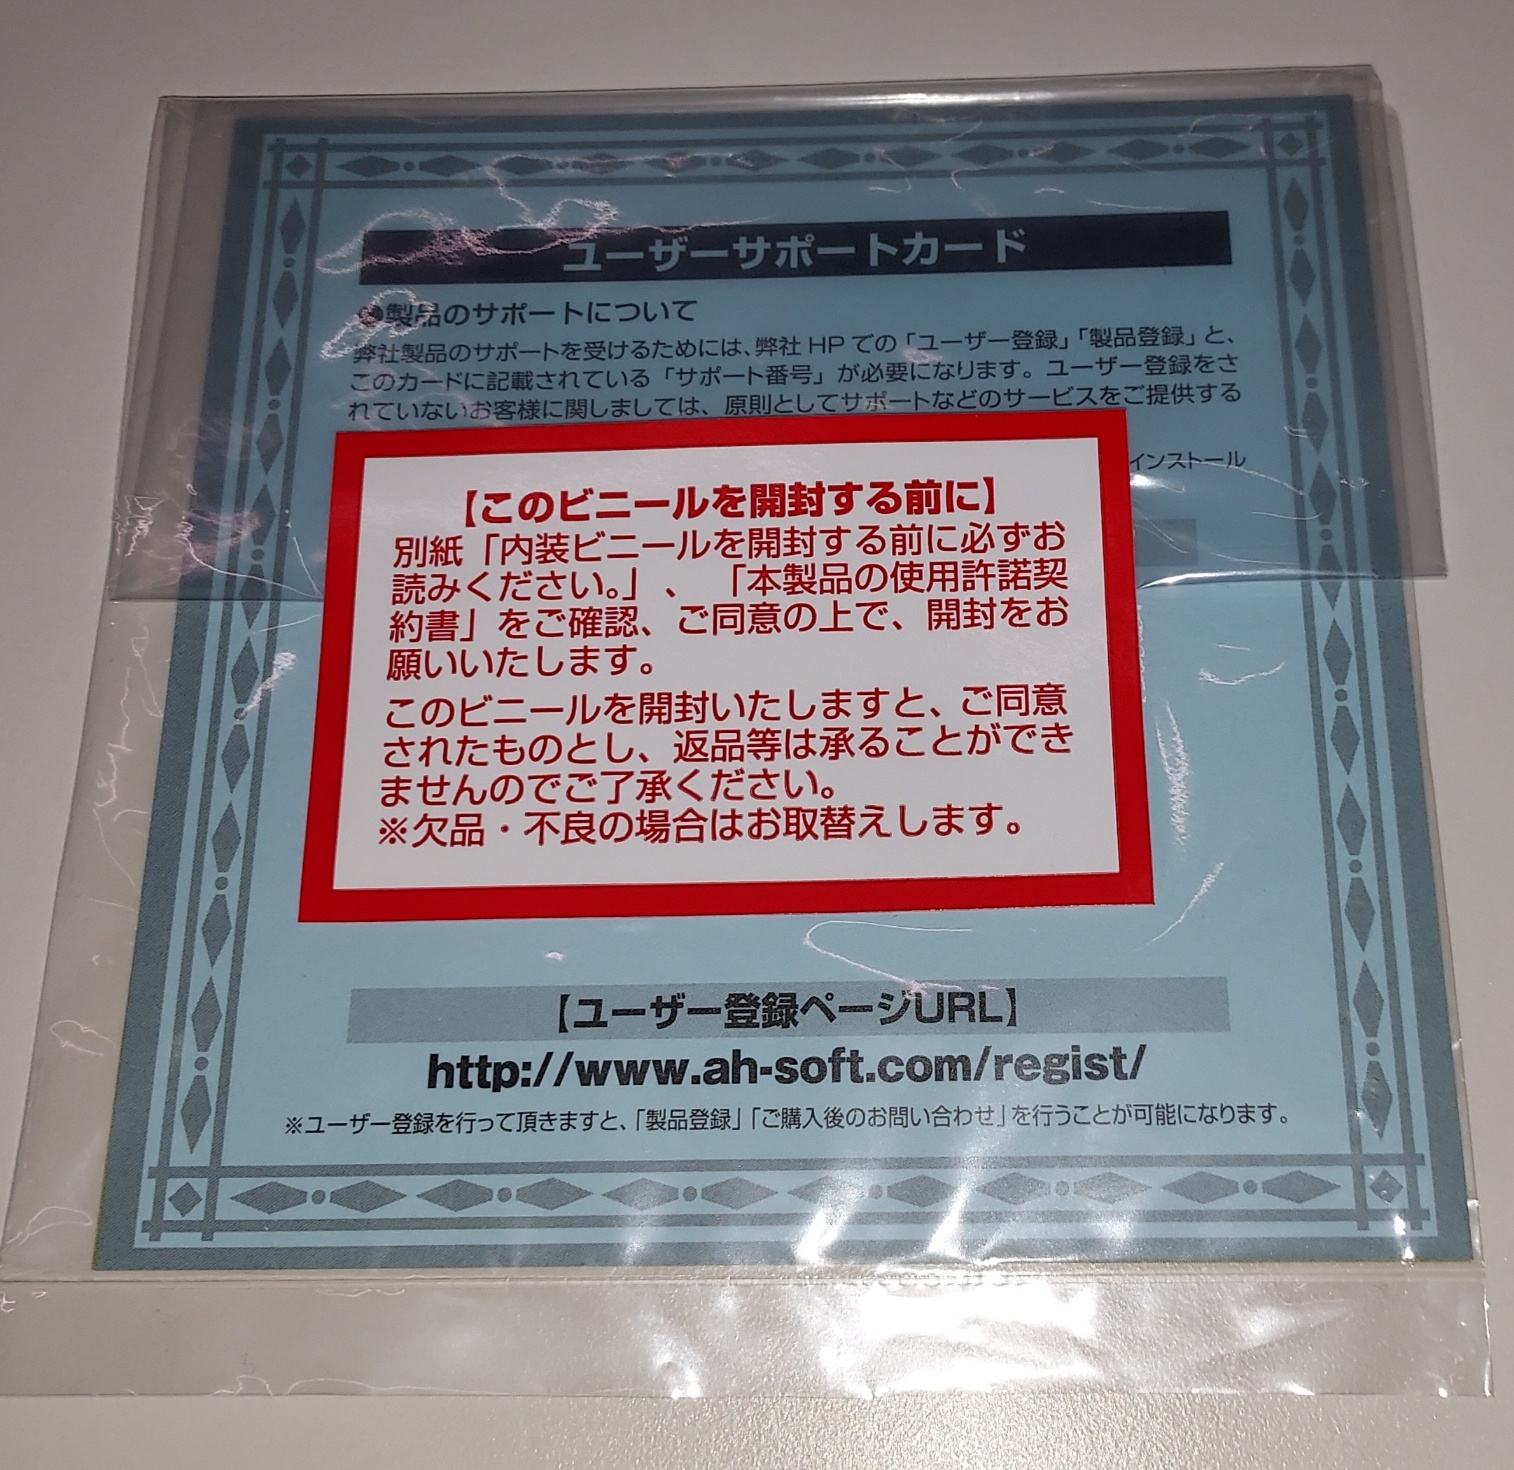 ユーザーサポートカード
●製品のサポートについて
弊社製品のサポートを受けるためには、弊社 HP での「ユーザー登録」「製品登録」と、
このカードに記載されている「サポート番号」が必要になります。ユーザー登録をさ
れていないお客様に関しましては、原則としてサポートなどのサービスをご提供する
インストール
【このビニールを開封する前に】
別紙「内装ビニールを開封する前に必ずお
読みください。」、「本製品の使用許諾契
約書」をご確認、ご同意の上で、開封をお
願いいたします。
このビニールを開封いたしますと、ご同意
されたものとし、返品等は承ることができ
ませんのでご了承ください。
※欠品・不良の場合はお取替えします。
【ユーザー登録ページURL】
http://www.ah-soft.com/regist/
※ユーザー登録を行って頂きますと、「製品登録」「ご購入後のお問い合わせ」を行うことが可能になります。